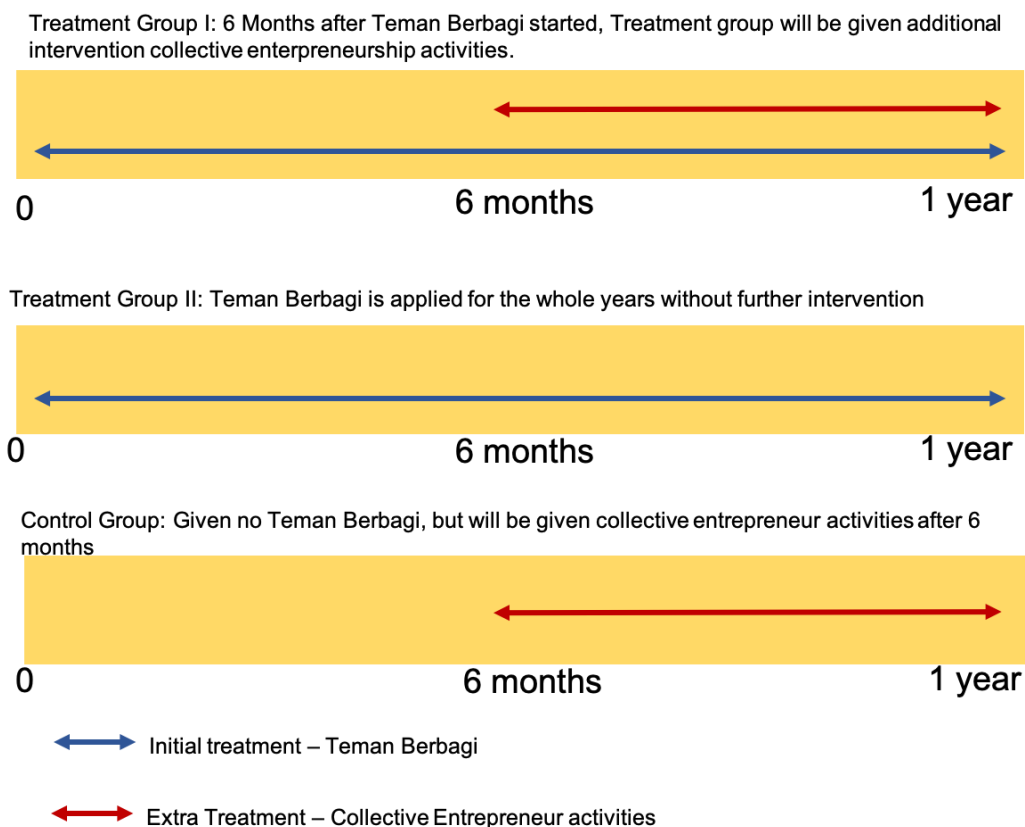 Treatment Group I: 6 Months after Teman Berbagi started, Treatment group will be given additional
intervention collective enterpreneurship activities.
0
6 months
1 year
Treatment Group II: Teman Berbagi is applied for the whole years without further intervention
0
6 months
1 year
Control Group: Given no Teman Berbagi, but will be given collective entrepreneur activities after 6
months
0
6 months
1 year
Initial treatment – Teman Berbagi
Extra Treatment – Collective Entrepreneur activities